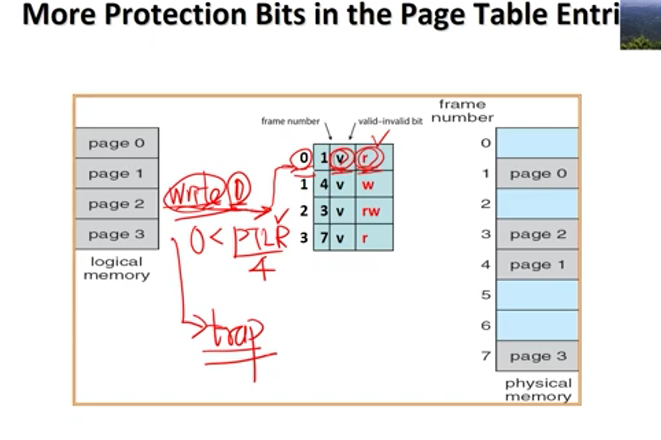 More Protection Bits in the Page Table Entri
frame number
valid-invalid bit
frame number
page 0
page 1
page 2
page 3
logical memory
write 0
0 < PTLR
4
trap
0 1 v r
1 4 v w
2 3 v rw
3 7 v r
0
1 page 0
2
3 page 2
4 page 1
5
6
7 page 3
physical memory